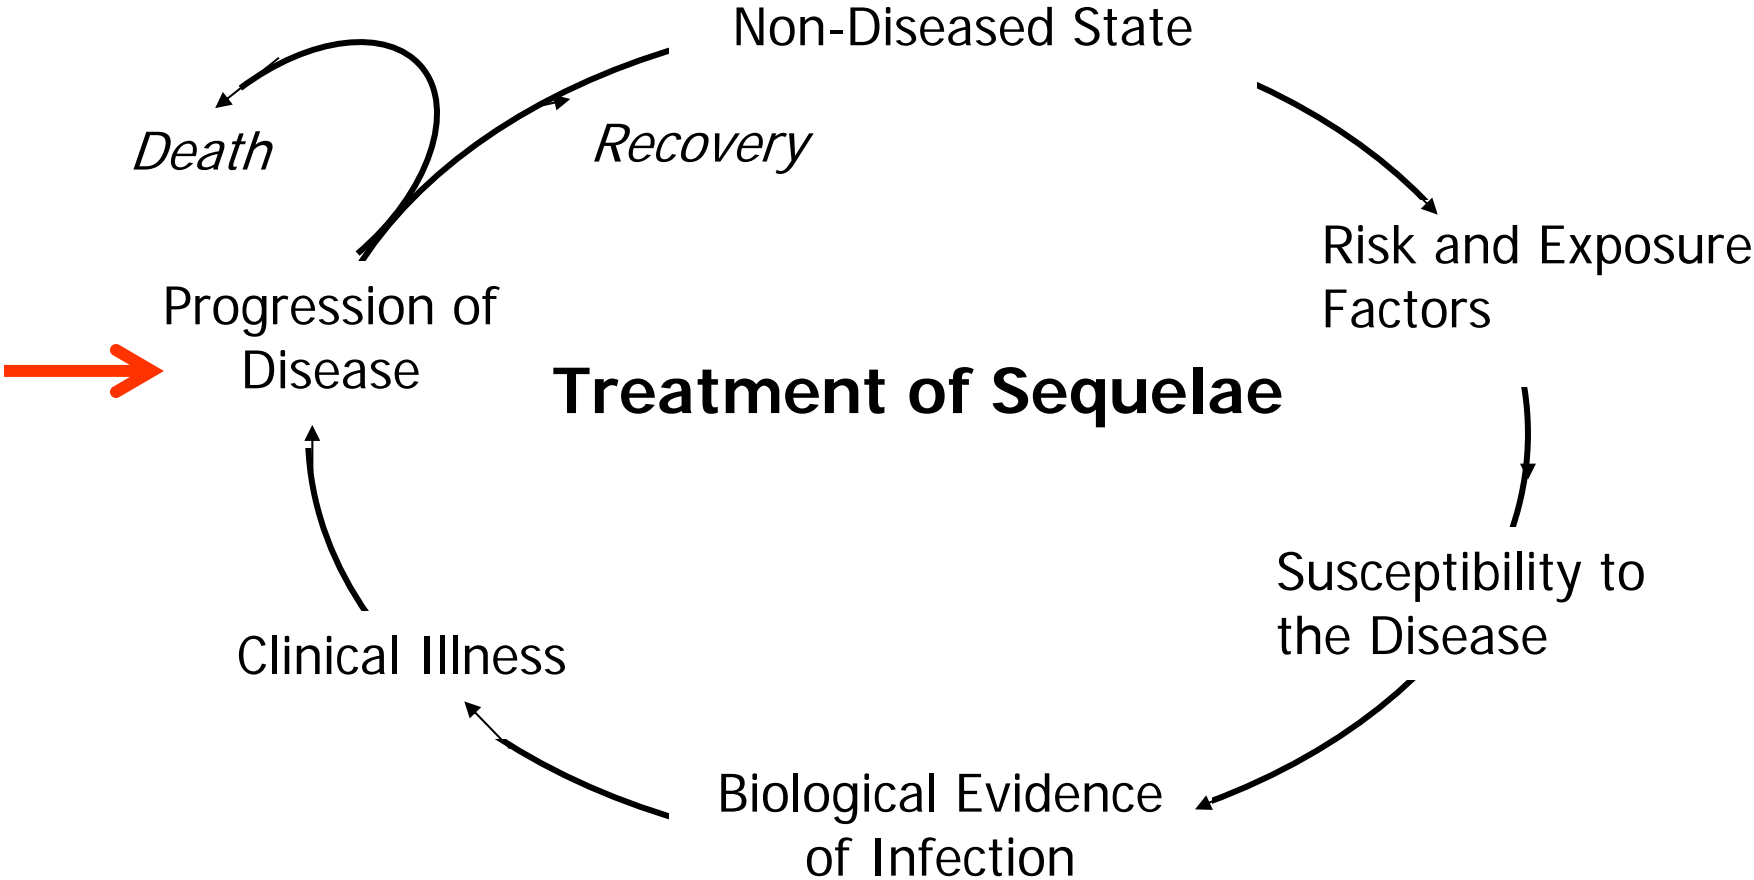 Non-Diseased State
Death
Recovery
Risk and Exposure
Factors
Progression of
Disease
Treatment of Sequelae
Susceptibility to
the Disease
Clinical Illness
Biological Evidence
of Infection